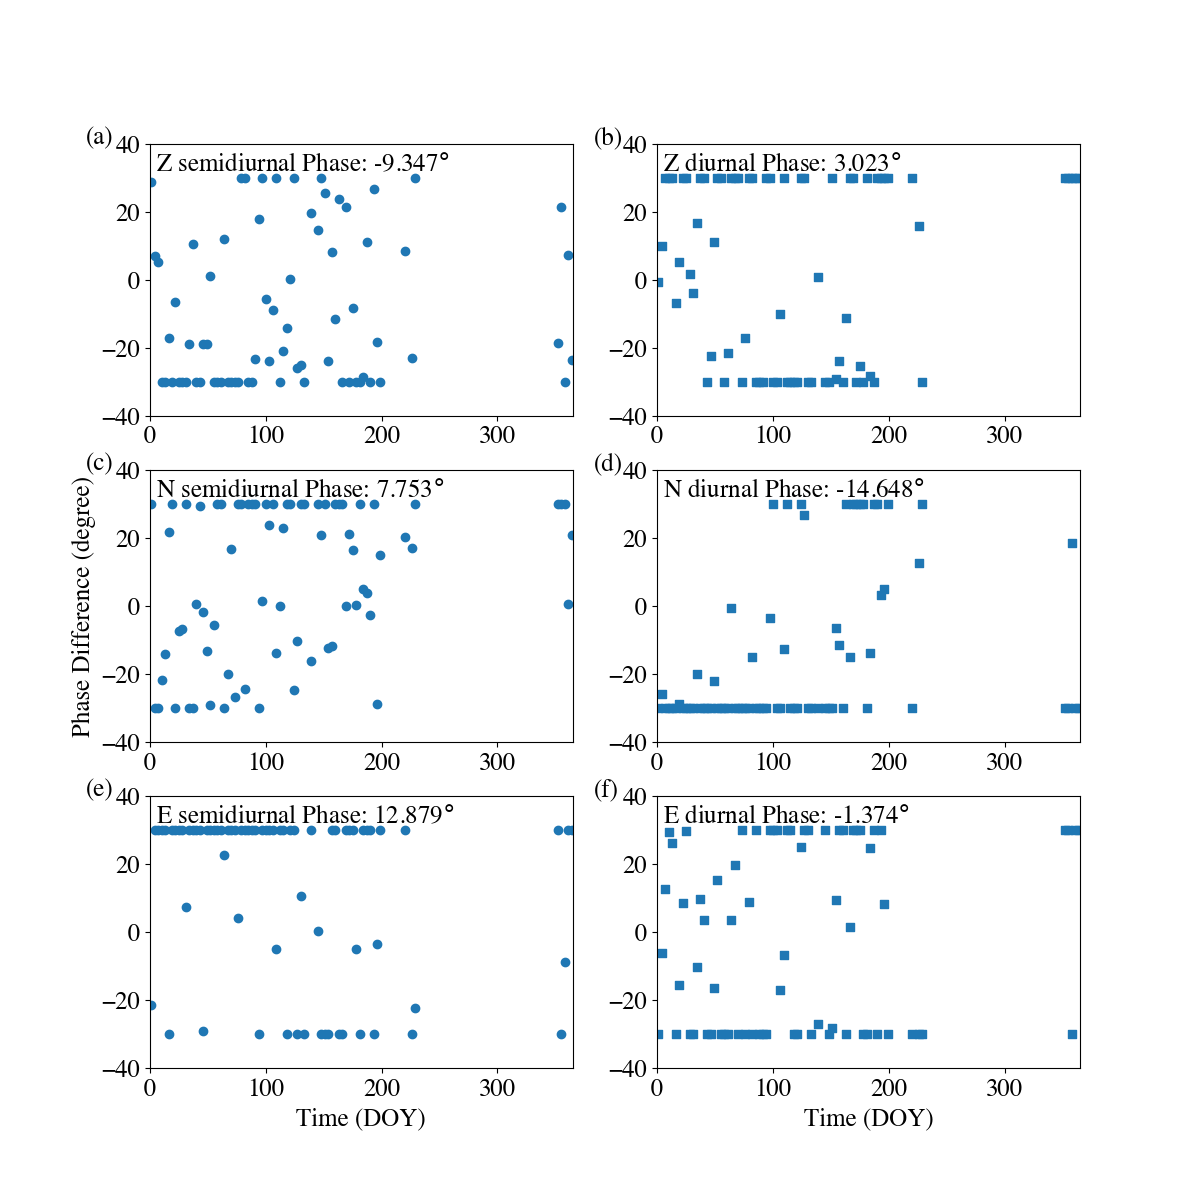 (a)
Z semidiurnal Phase: -9.347°
40
20
0
−20
−40
0 100 200 300
(b)
Z diurnal Phase: 3.023°
40
20
0
−20
−40
0 100 200 300
Phase Difference (degree)
(c)
N semidiurnal Phase: 7.753°
40
20
0
−20
−40
0 100 200 300
(d)
N diurnal Phase: -14.648°
40
20
0
−20
−40
0 100 200 300
(e)
E semidiurnal Phase: 12.879°
40
20
0
−20
−40
0 100 200 300
Time (DOY)
(f)
E diurnal Phase: -1.374°
40
20
0
−20
−40
0 100 200 300
Time (DOY)